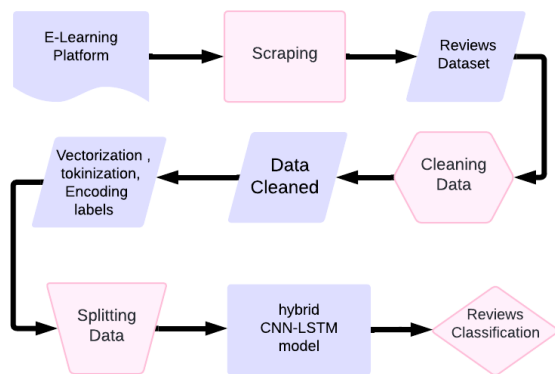 E-Learning
Platform
Scraping
Reviews
Dataset
Cleaning
Data
Data
Cleaned
Vectorization ,
tokinization,
Encoding
labels
Splitting
Data
hybrid
CNN-LSTM
model
Reviews
Classification